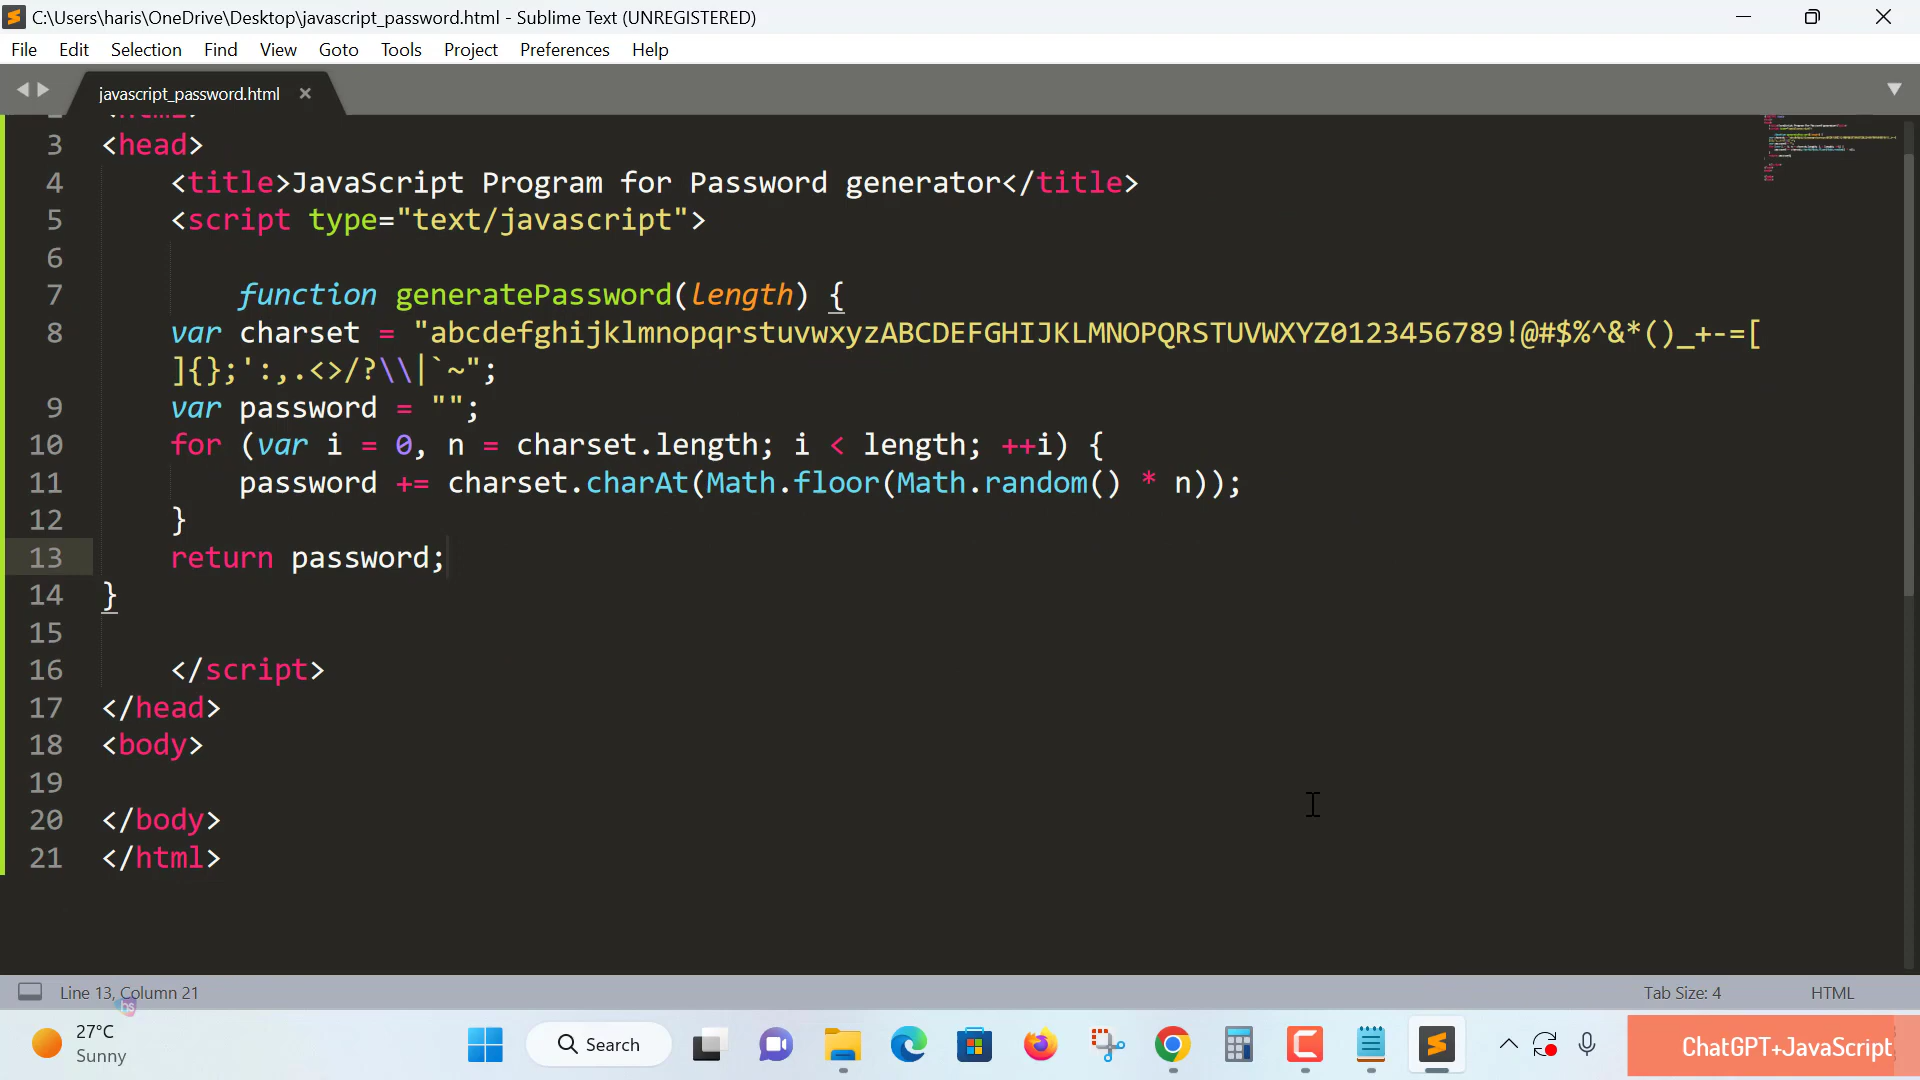 C:\Users\haris\OneDrive\Desktop\javascript_password.html - Sublime Text (UNREGISTERED)
File Edit Selection Find View Goto Tools Project Preferences Help
javascript_password.html
3 <head>
4 <title>JavaScript Program for Password generator</title>
5 <script type="text/javascript">
6
7 function generatePassword(length) {
8 var charset = "abcdefghijklmnopqrstuvwxyzABCDEFGHIJKLMNOPQRSTUVWXYZ0123456789!@#$%^&*()_+-=[
]{};':,.<>/?\\|`~";
9 var password = "";
10 for (var i = 0, n = charset.length; i < length; ++i) {
11 password += charset.charAt(Math.floor(Math.random() * n));
12 }
13 return password;
14 }
15
16 </script>
17 </head>
18 <body>
19
20 </body>
21 </html>
Line 13, Column 21
Tab Size: 4
HTML
27°C
Sunny
Search
ChatGPT+JavaScript